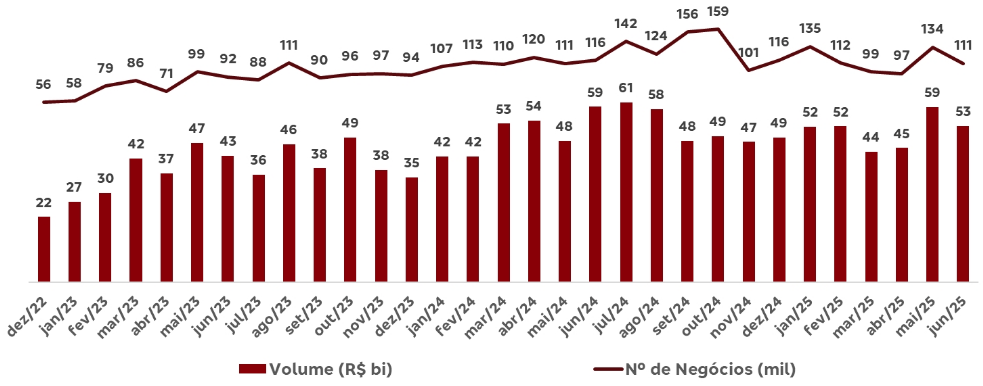 56 58 79 86 71 99 92 88 111 90 96 97 94 107 113 110 120 111 116 142 124 156 159 101 116 135 112 99 97 134 111
22 27 30 42 37 47 43 36 46 38 49 38 35 42 42 53 54 48 59 61 58 48 49 47 49 52 52 44 45 59 53
dez/22 jan/23 fev/23 mar/23 abr/23 mai/23 jun/23 jul/23 ago/23 set/23 out/23 nov/23 dez/23 jan/24 fev/24 mar/24 abr/24 mai/24 jun/24 jul/24 ago/24 set/24 out/24 nov/24 dez/24 jan/25 fev/25 mar/25 abr/25 mai/25 jun/25
Volume (R$ bi) Nº de Negócios (mil)